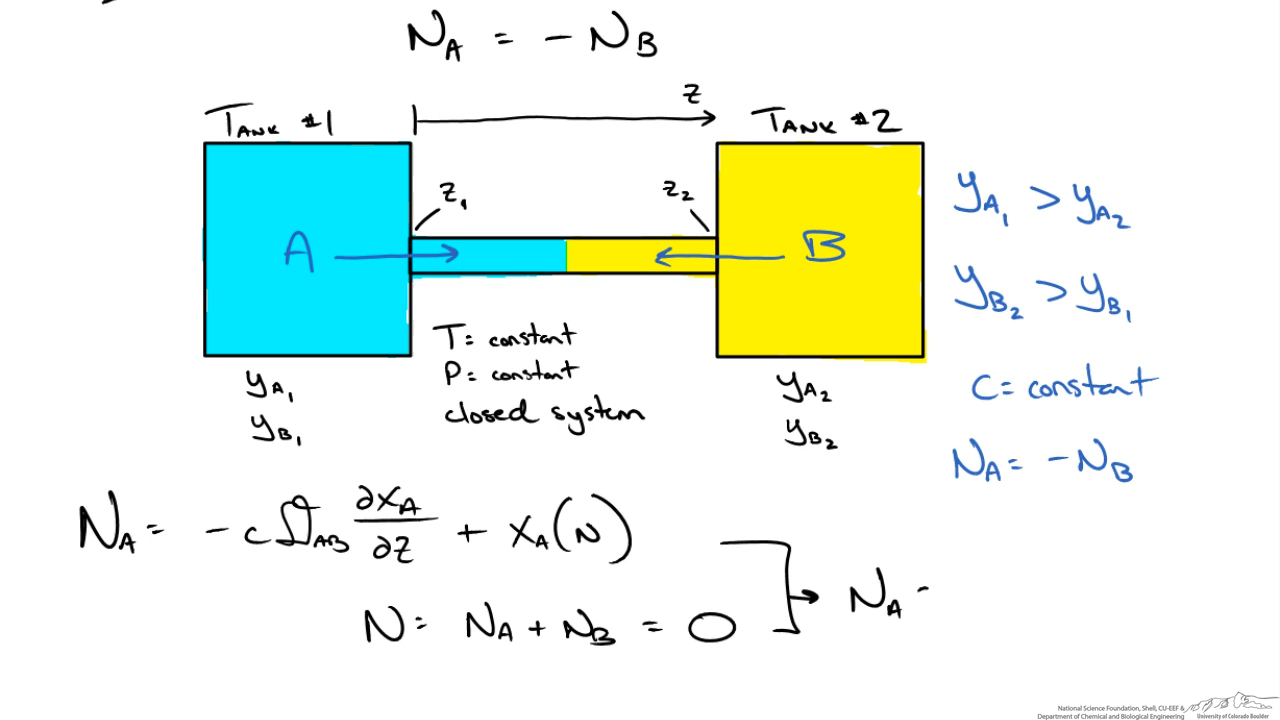 N_A = - N_B
z
TANK #1
TANK #2
z_1
z_2
y_A1 > y_A2
A
B
y_B2 > y_B1
T = constant
P = constant
closed system
y_A1
y_B1
y_A2
y_B2
C = constant
N_A = - N_B
N_A = - c 𝒟_AB ∂x_A/∂z + x_A(N)
N = N_A + N_B = 0
N_A -
National Science Foundation, Shell, CU-EEF &
Department of Chemical and Biological Engineering
University of Colorado Boulder